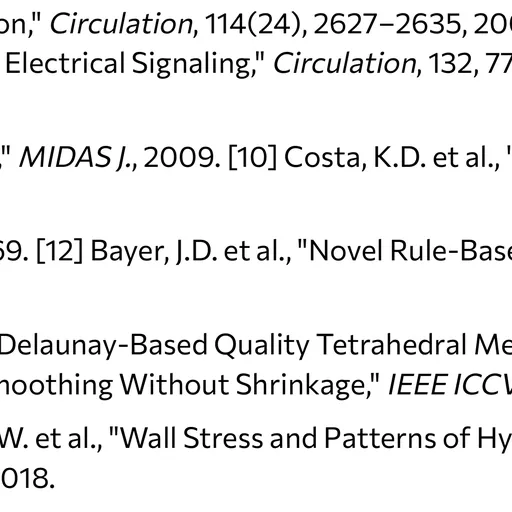 on," Circulation, 114(24), 2627–2635, 20
Electrical Signaling," Circulation, 132, 77
" MIDAS J., 2009. [10] Costa, K.D. et al., "
69. [12] Bayer, J.D. et al., "Novel Rule-Base
Delaunay-Based Quality Tetrahedral Me
moothing Without Shrinkage," IEEE ICCV
W. et al., "Wall Stress and Patterns of Hy
018.